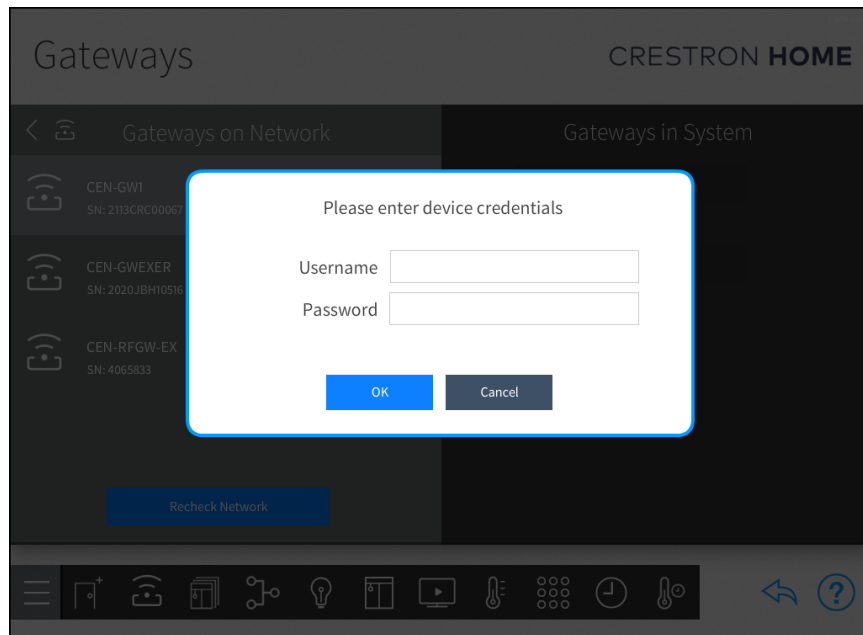 Gateways
CRESTRON HOME
Gateways on Network
Gateways in System
CEN-GW1
SN: 2113CRC00067
CEN-GWEXER
SN: 2020JBH10516
CEN-RFGW-EX
SN: 4065833
Please enter device credentials
Username
Password
OK
Cancel
Recheck Network
?